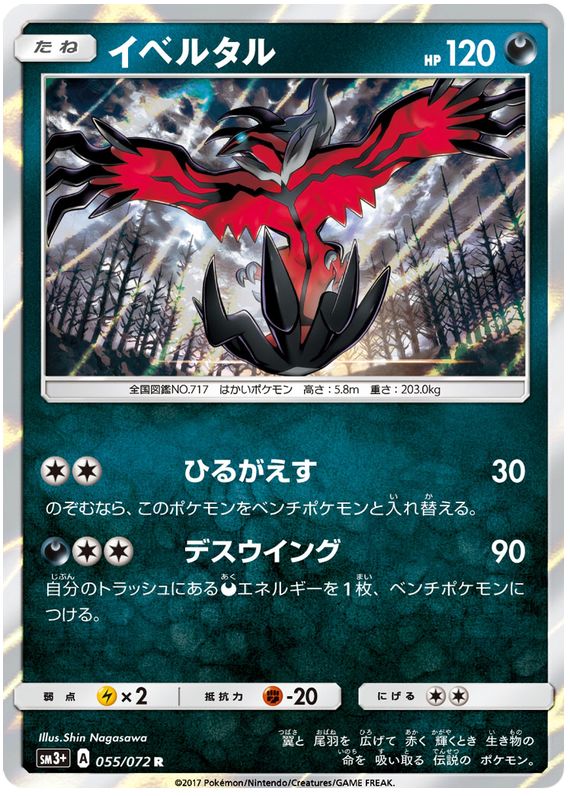 たね イベルタル HP 120
全国図鑑NO.717 はかいポケモン 高さ：5.8m 重さ：203.0kg
ひるがえす 30
のぞむなら、このポケモンをベンチポケモンと入れ替える。
デスウイング 90
自分のトラッシュにあるエネルギーを1枚、ベンチポケモンに
つける。
弱点 ×2 抵抗力 -20 にげる
Illus.Shin Nagasawa
SM3+ A 055/072 R
翼と 尾羽を 広げて 赤く 輝くとき 生き物の
命を 吸い取る 伝説の ポケモン。
©2017 Pokémon/Nintendo/Creatures/GAME FREAK.